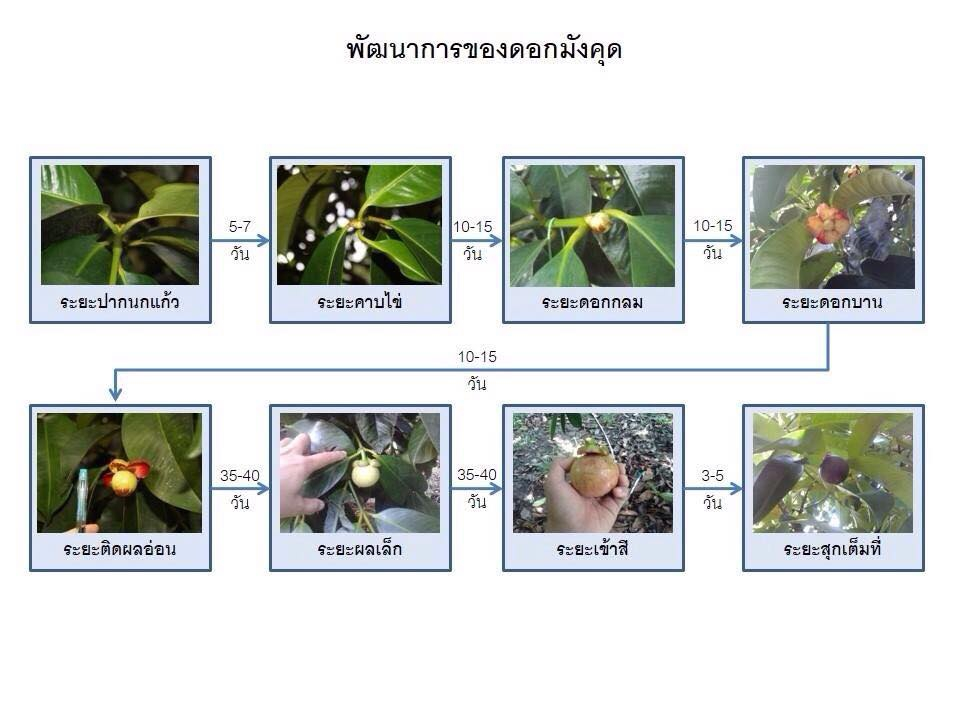 พัฒนาการของดอกมังคุด
5-7
วัน
10-15
วัน
10-15
วัน
ระยะปากนกแก้ว
ระยะคาบไข่
ระยะดอกกลม
ระยะดอกบาน
10-15
วัน
35-40
วัน
35-40
วัน
3-5
วัน
ระยะติดผลอ่อน
ระยะผลเล็ก
ระยะเข้าสี
ระยะสุกเต็มที่